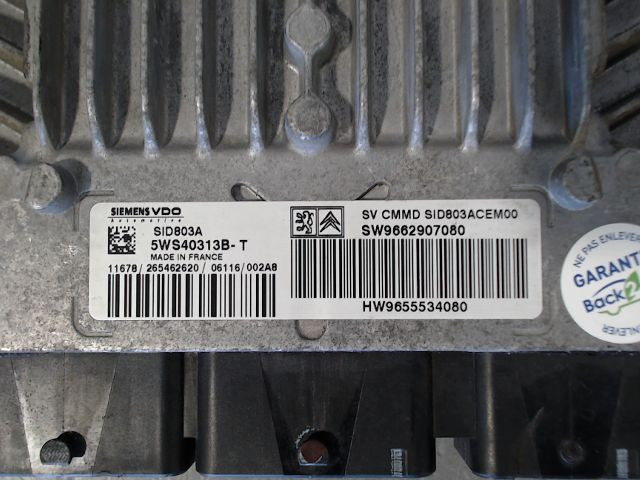 SIEMENS VDO
Automotive
SID803A
5WS40313B-T
MADE IN FRANCE
11678/265462620/06116/002A8
SV CMMD SID803ACEM00
SW9662907080
HW9655534080
NE PAS ENLEVER
GARANT
Back2
ENLEVER